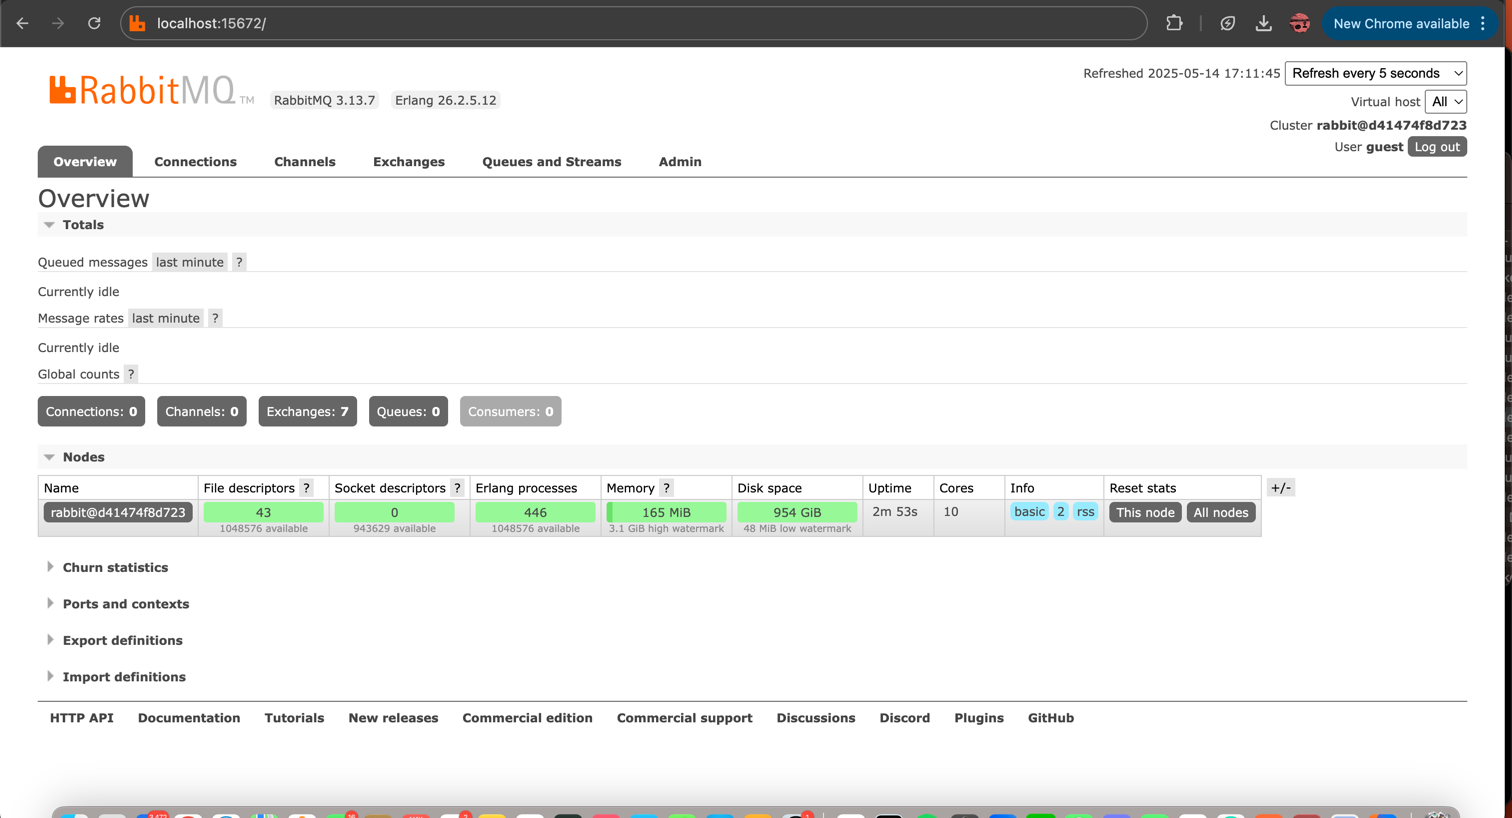 localhost:15672/
New Chrome available
RabbitMQ TM
RabbitMQ 3.13.7 Erlang 26.2.5.12
Refreshed 2025-05-14 17:11:45 Refresh every 5 seconds
Virtual host All
Cluster rabbit@d41474f8d723
User guest Log out
Overview Connections Channels Exchanges Queues and Streams Admin
Overview
Totals
Queued messages last minute ?
Currently idle
Message rates last minute ?
Currently idle
Global counts ?
Connections: 0 Channels: 0 Exchanges: 7 Queues: 0 Consumers: 0
Nodes
Name File descriptors ? Socket descriptors ? Erlang processes Memory ? Disk space Uptime Cores Info Reset stats +/-
rabbit@d41474f8d723 43 0 446 165 MiB 954 GiB 2m 53s 10 basic 2 rss This node All nodes
1048576 available 943629 available 1048576 available 3.1 GiB high watermark 48 MiB low watermark
Churn statistics
Ports and contexts
Export definitions
Import definitions
HTTP API Documentation Tutorials New releases Commercial edition Commercial support Discussions Discord Plugins GitHub